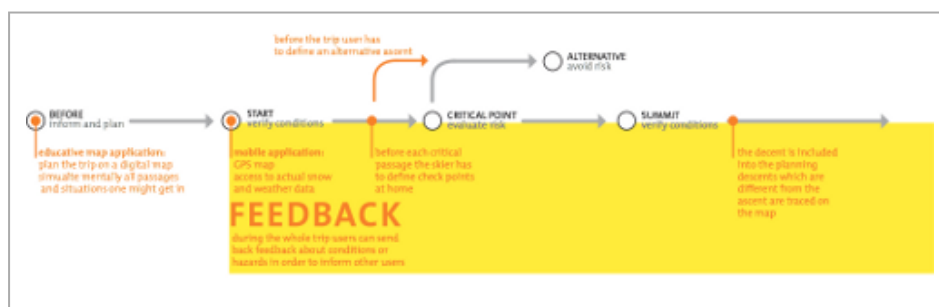 before the trip user has
to define an alternative ascent
ALTERNATIVE
avoid risk
BEFORE
inform and plan
START
verify conditions
CRITICAL POINT
evaluate risk
SUMMIT
verify conditions
educative map application:
plan the trip on a digital map
simualte mentally all passages
and situations one might get in
mobile application:
GPS map
access to actual snow
and weather data
before each critical
passage the skier has
to define check points
at home
the decent is included
into the planning
descents which are
different from the
ascent are traced on
the map
FEEDBACK
during the whole trip users can send
back feedback about conditions or
hazards in order to inform other users